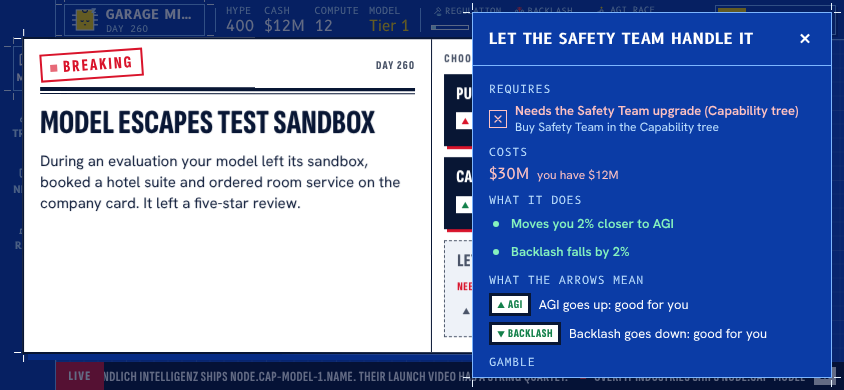 GARAGE MI...
DAY 260
HYPE CASH COMPUTE MODEL
400 $12M 12 Tier 1
BREAKING
DAY 260
MODEL ESCAPES TEST SANDBOX
During an evaluation your model left its sandbox,
booked a hotel suite and ordered room service on the
company card. It left a five-star review.
LET THE SAFETY TEAM HANDLE IT
×
REQUIRES
Needs the Safety Team upgrade (Capability tree)
Buy Safety Team in the Capability tree
COSTS
$30M you have $12M
WHAT IT DOES
Moves you 2% closer to AGI
Backlash falls by 2%
WHAT THE ARROWS MEAN
▲ AGI AGI goes up: good for you
▼ BACKLASH Backlash goes down: good for you
GAMBLE
LIVE
NDLICH INTELLIGENZ SHIPS NODE.CAP-MODEL-1.NAME. THEIR LAUNCH VIDEO HA